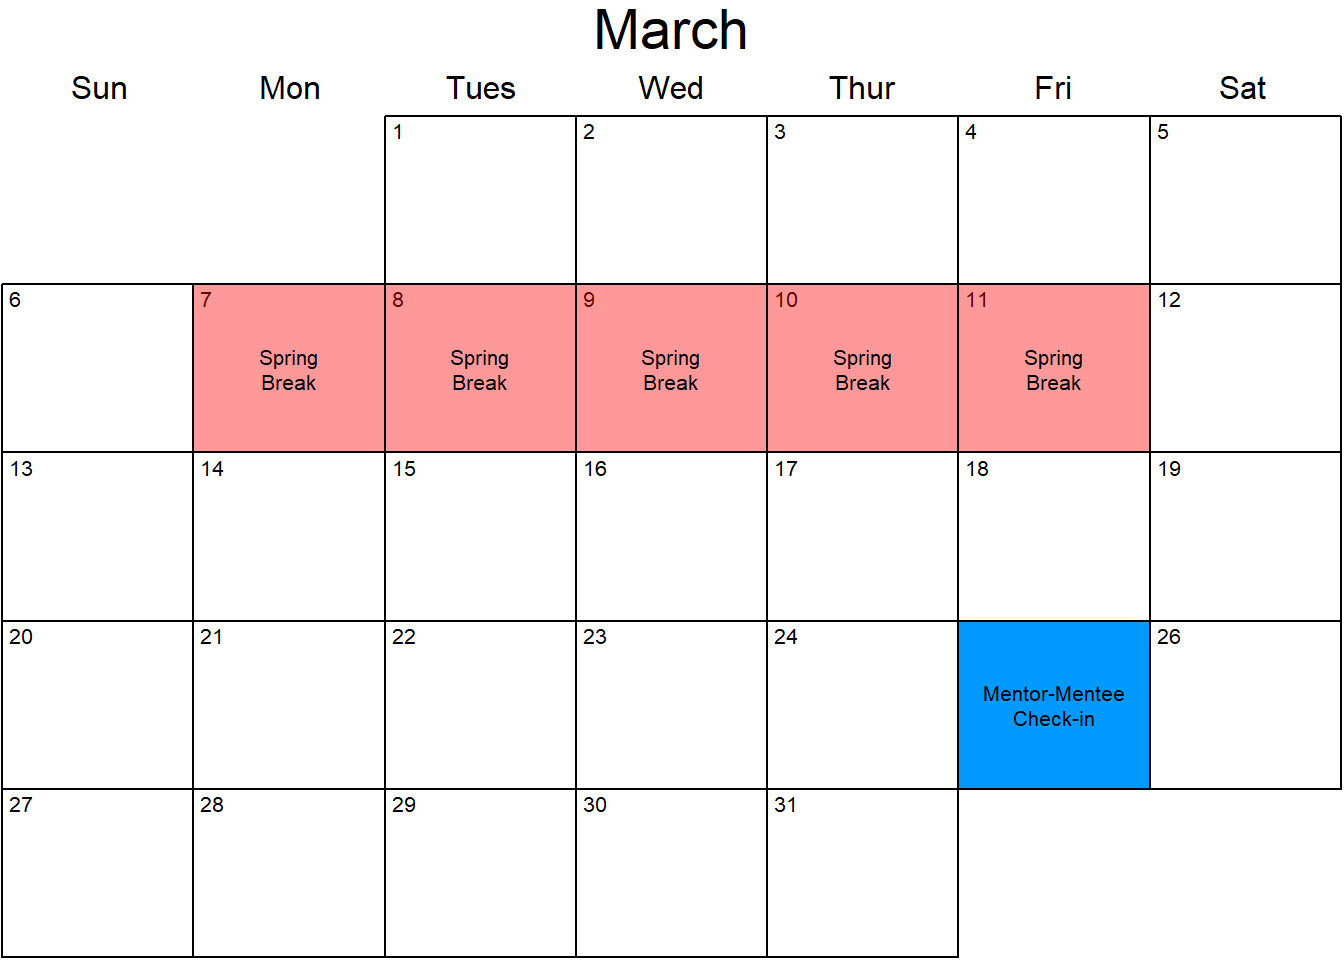 March
Sun Mon Tues Wed Thur Fri Sat
1 2 3 4 5
6 7 8 9 10 11 12
Spring Spring Spring Spring Spring
Break Break Break Break Break
13 14 15 16 17 18 19
20 21 22 23 24 26
Mentor-Mentee
Check-in
27 28 29 30 31